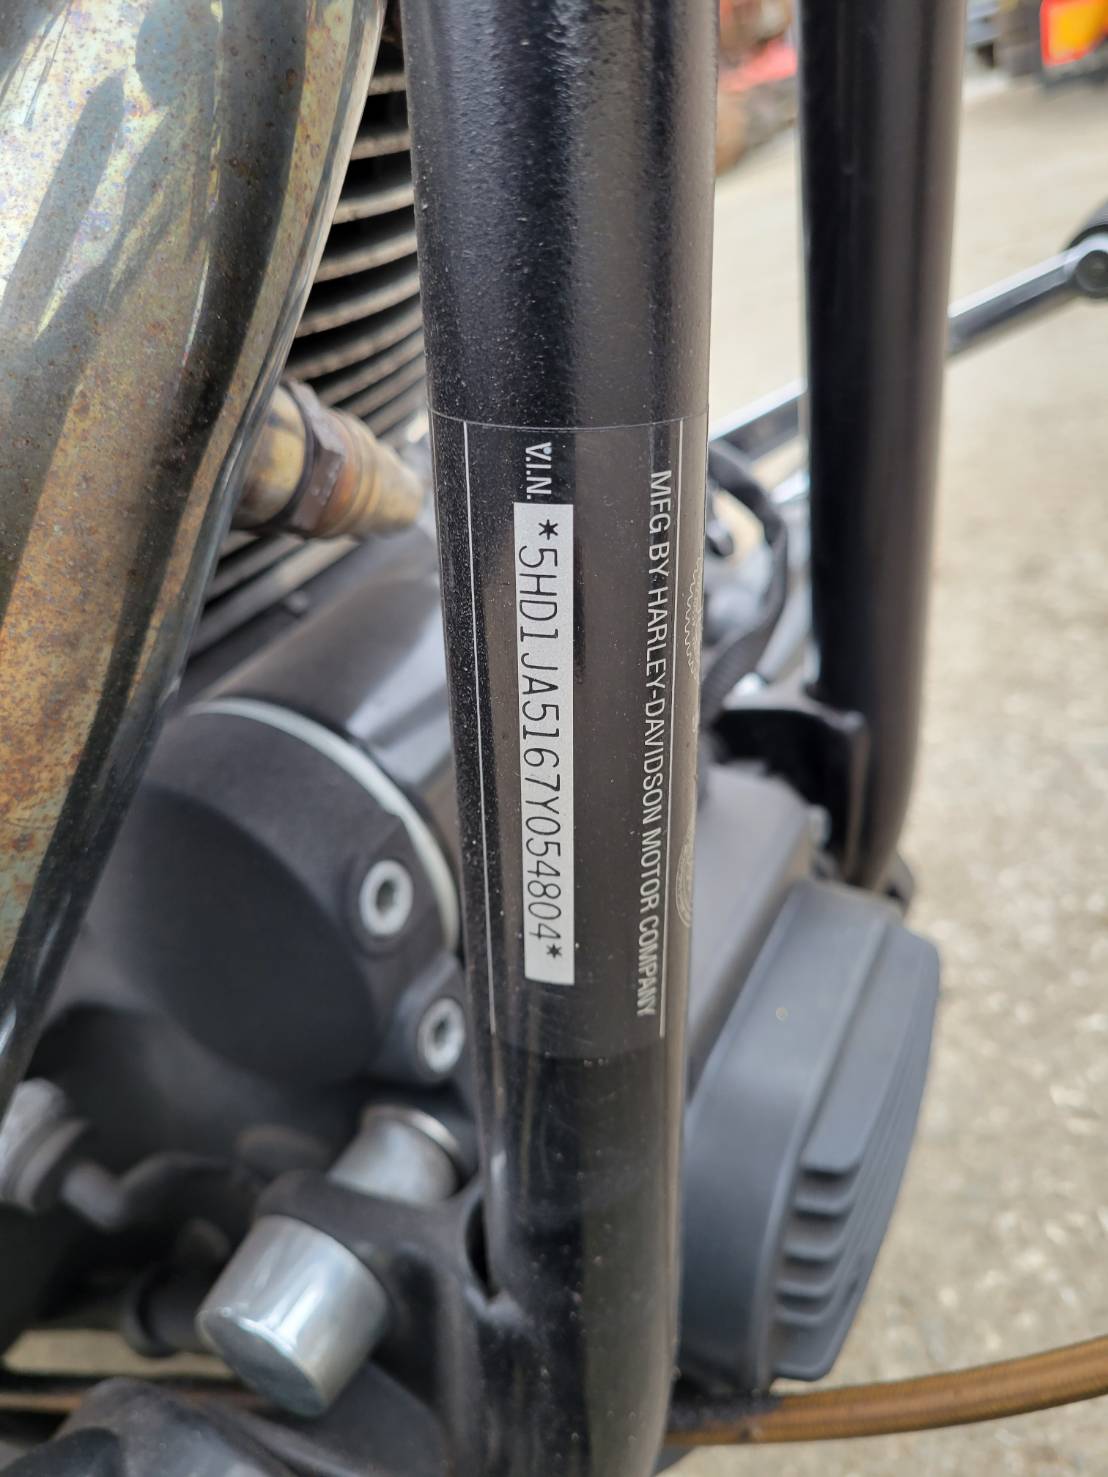 MFG BY HARLEY-DAVIDSON MOTOR COMPANY
V.I.N.
*5HD1JA5167Y054804*